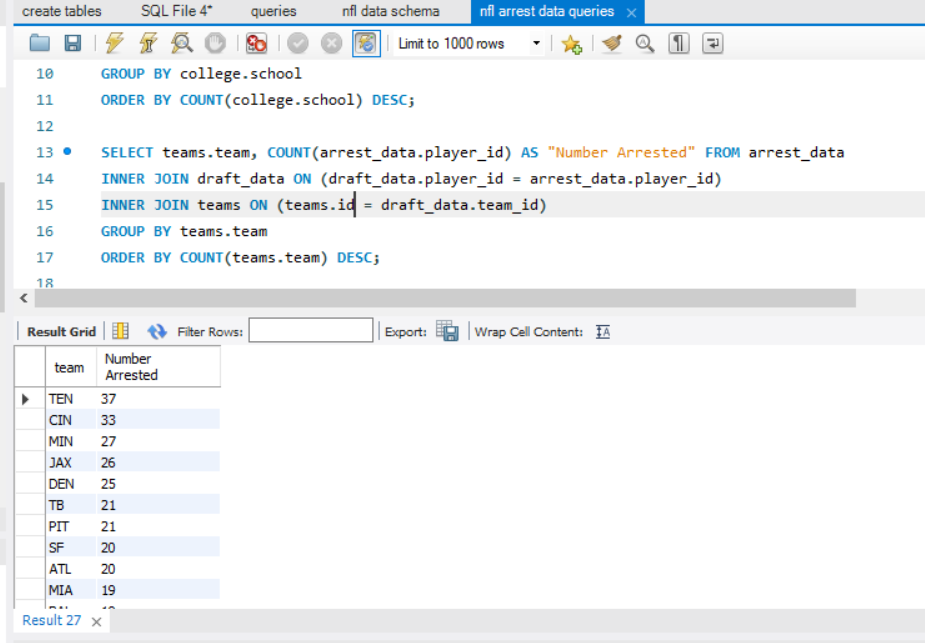 create tables SQL File 4* queries nfl data schema nfl arrest data queries
Limit to 1000 rows
10 GROUP BY college.school
11 ORDER BY COUNT(college.school) DESC;
12
13 SELECT teams.team, COUNT(arrest_data.player_id) AS "Number Arrested" FROM arrest_data
14 INNER JOIN draft_data ON (draft_data.player_id = arrest_data.player_id)
15 INNER JOIN teams ON (teams.id = draft_data.team_id)
16 GROUP BY teams.team
17 ORDER BY COUNT(teams.team) DESC;
18
Result Grid Filter Rows: Export: Wrap Cell Content:
team Number Arrested
TEN 37
CIN 33
MIN 27
JAX 26
DEN 25
TB 21
PIT 21
SF 20
ATL 20
MIA 19
Result 27